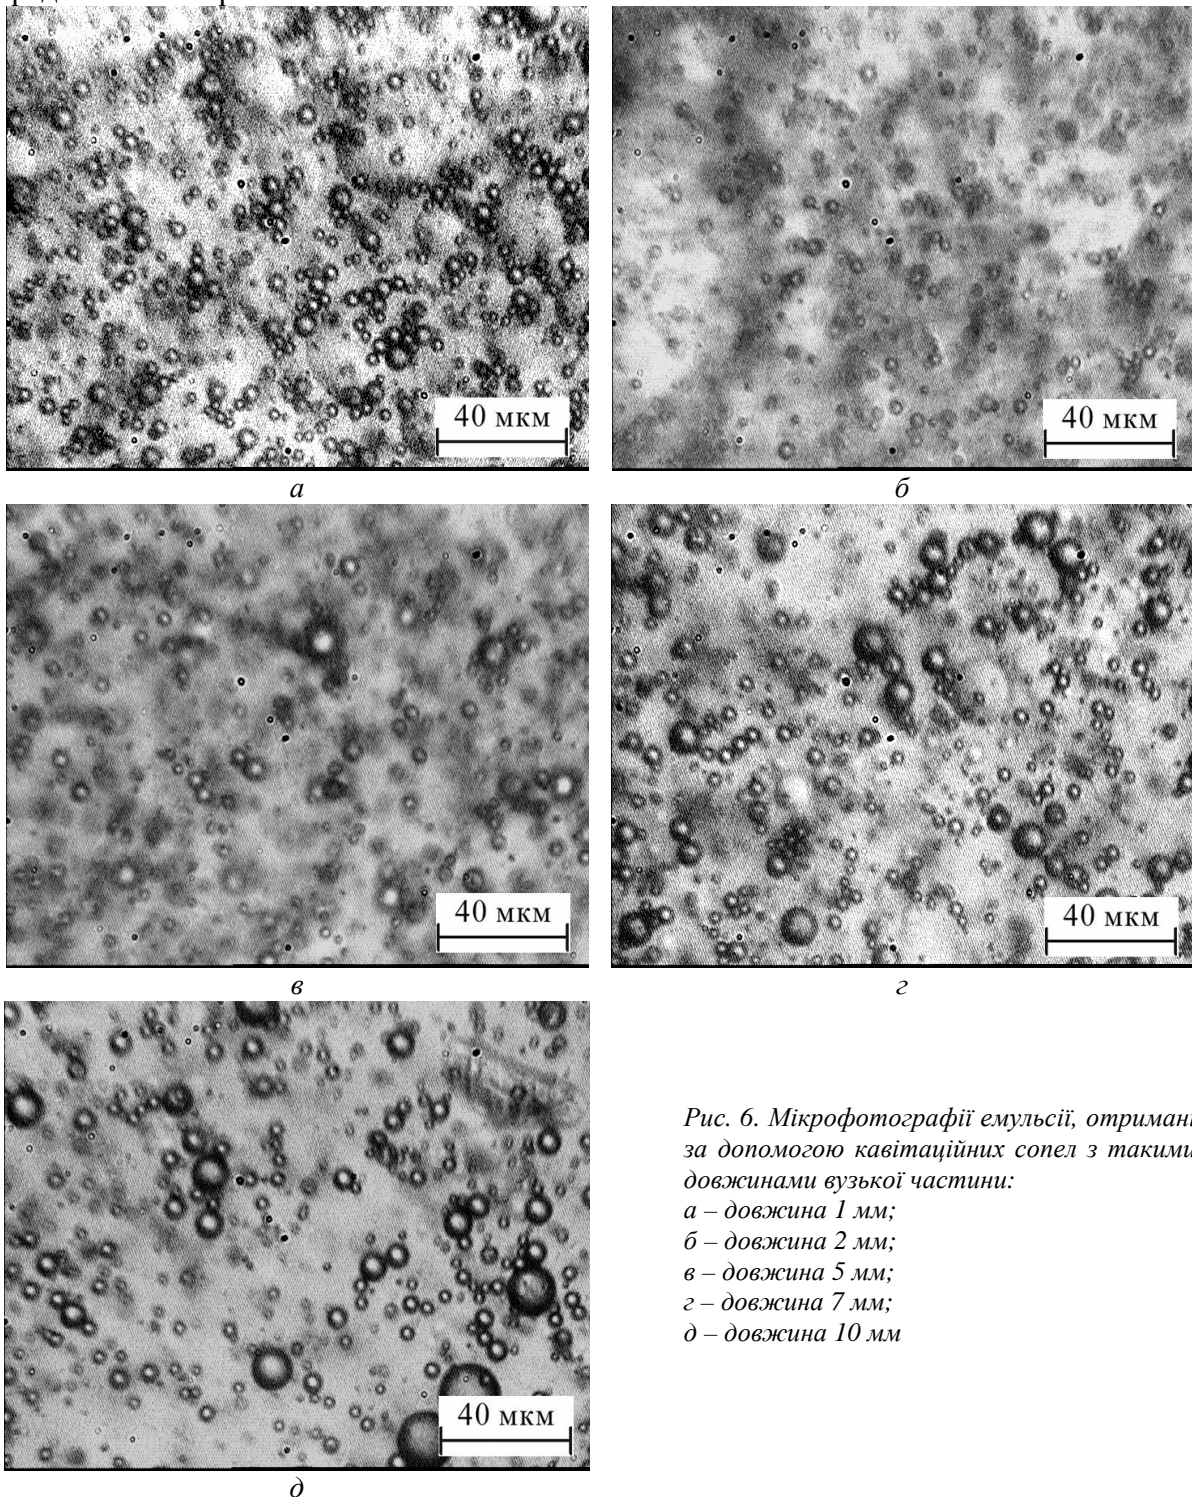 40 мкм
40 мкм
а
б
40 мкм
40 мкм
в
г
40 мкм
д
Рис. 6. Мікрофотографії емульсії, отримані
за допомогою кавітаційних сопел з такими
довжинами вузької частини:
а – довжина 1 мм;
б – довжина 2 мм;
в – довжина 5 мм;
г – довжина 7 мм;
д – довжина 10 мм